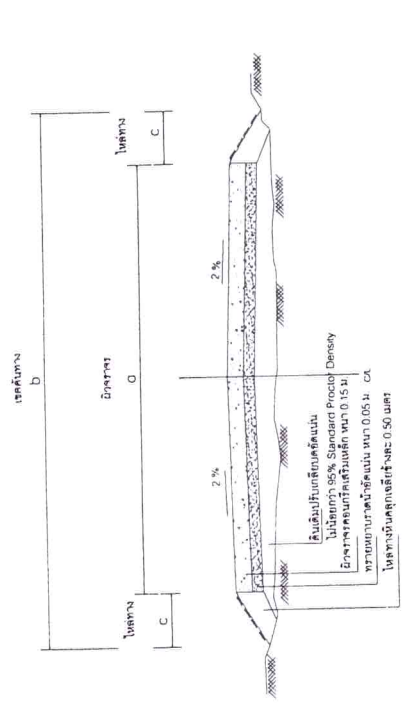 เขตคันทาง
b
ไหล่ทาง
ผิวจราจร
ไหล่ทาง
C
a
C
2 %
2 %
ดินเดิมปรับเกลี่ยบดอัดแน่น
ไม่น้อยกว่า 95% Standard Proctor Density
ผิวจราจรคอนกรีตเสริมเหล็ก หนา 0.15 ม.
ทรายหยาบราดน้ำอัดแน่น หนา 0.05 ม.
ไหล่ทางหินคลุกเฉลี่ยข้างละ 0.50 เมตร